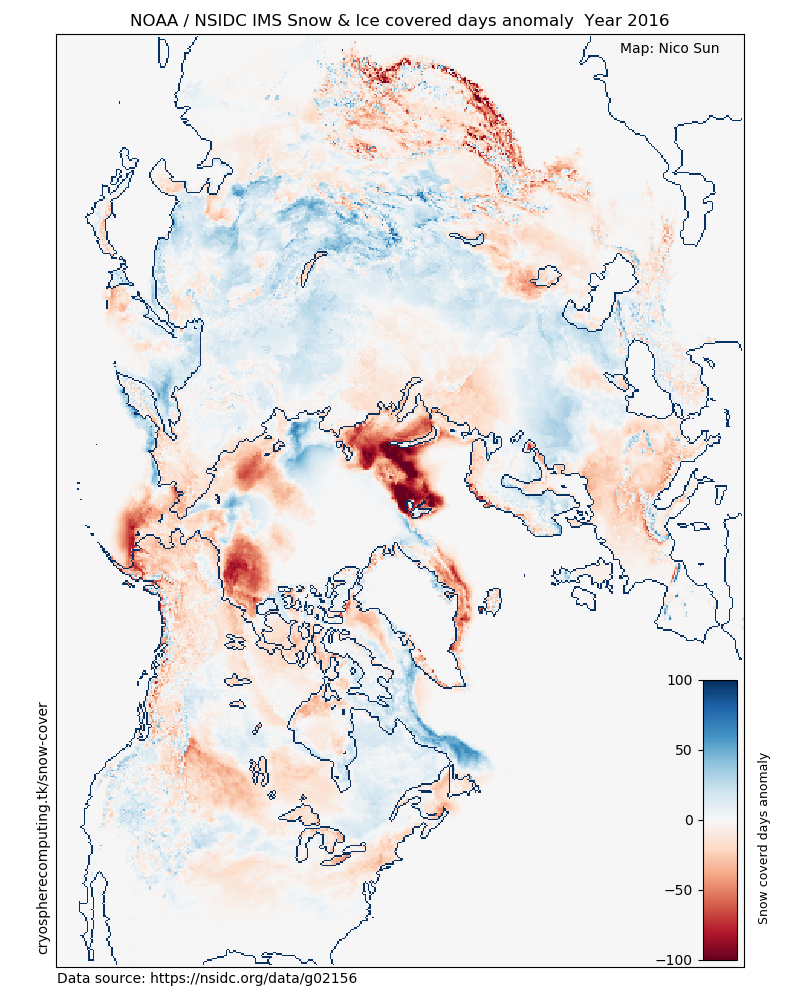 NOAA / NSIDC IMS Snow & Ice covered days anomaly  Year 2016
Map: Nico Sun
cryospherecomputing.tk/snow-cover
100
50
0
−50
−100
Snow coverd days anomaly
Data source: https://nsidc.org/data/g02156